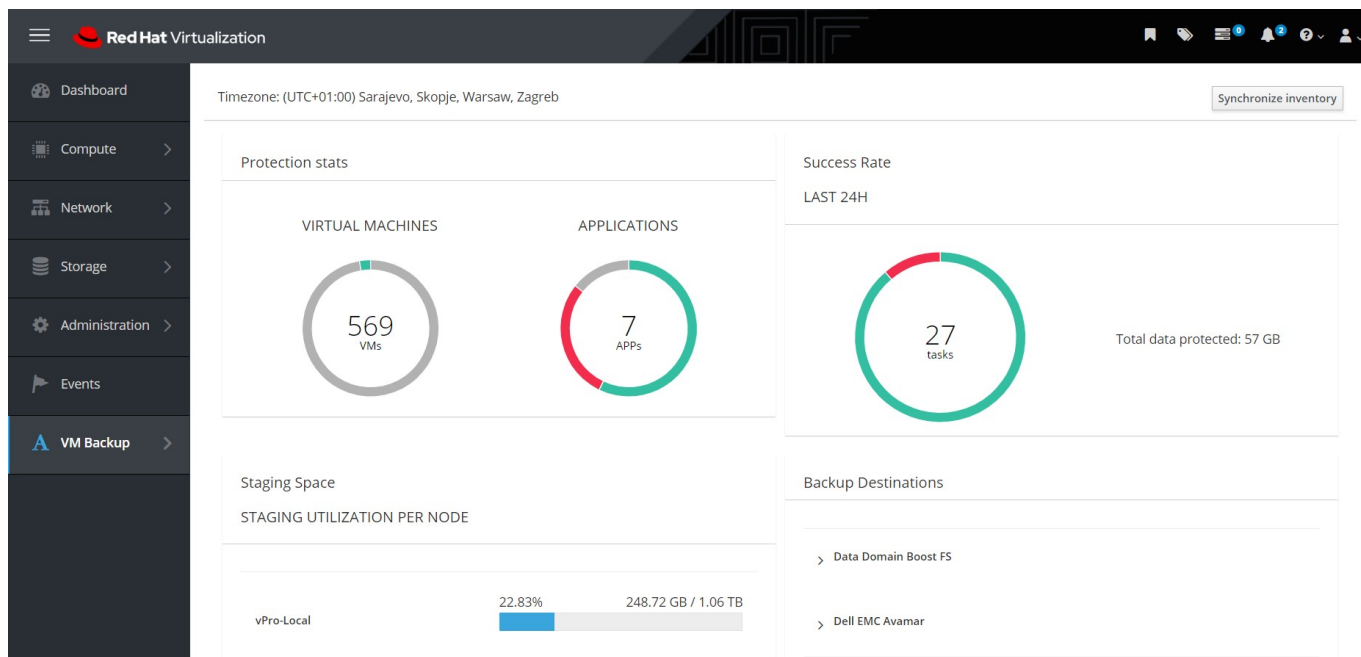 Red Hat Virtualization
0
2
Dashboard
Compute
Network
Storage
Administration
Events
A VM Backup
Timezone: (UTC+01:00) Sarajevo, Skopje, Warsaw, Zagreb
Synchronize inventory
Protection stats
VIRTUAL MACHINES
APPLICATIONS
569
VMs
7
APPs
Success Rate
LAST 24H
27
tasks
Total data protected: 57 GB
Staging Space
STAGING UTILIZATION PER NODE
vPro-Local
22.83%
248.72 GB / 1.06 TB
Backup Destinations
Data Domain Boost FS
Dell EMC Avamar